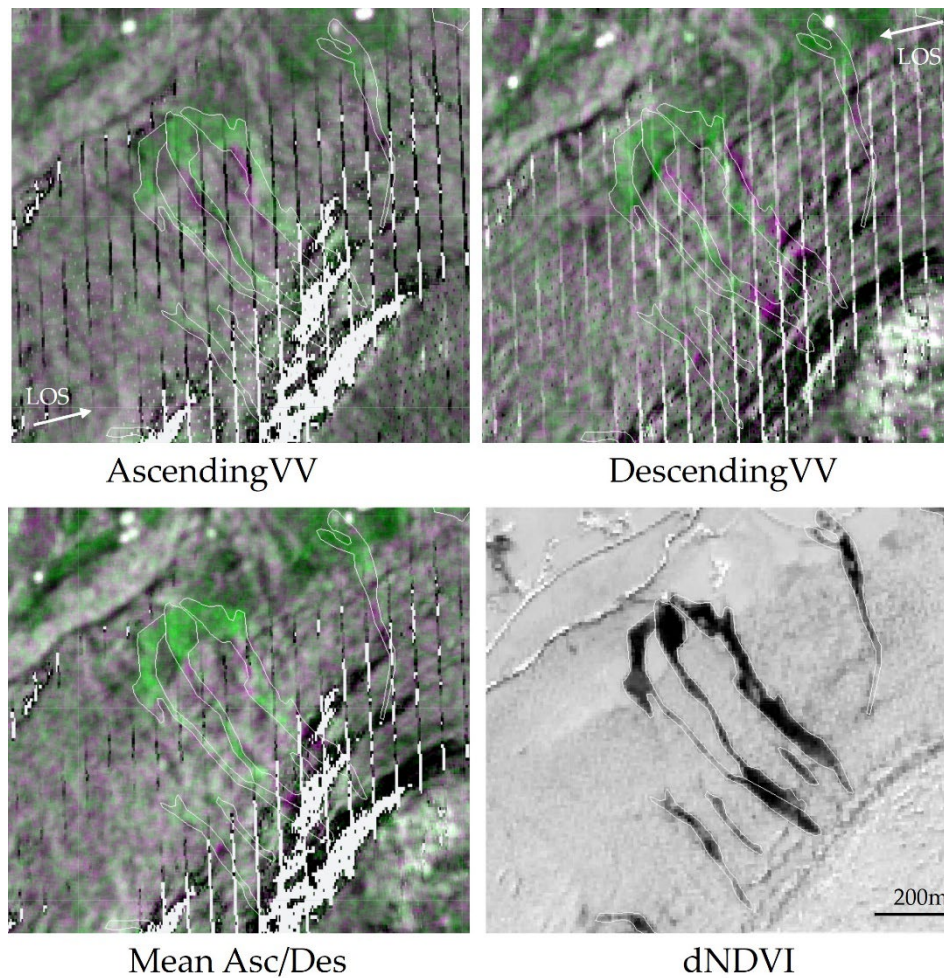 LOS
LOS
AscendingVV
DescendingVV
200m
Mean Asc/Des
dNDVI